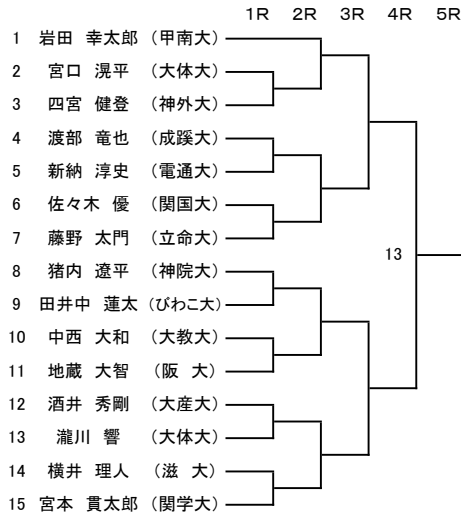 1R 2R 3R 4R 5R
1 岩田 幸太郎 (甲南大)
2 宮口 滉平 (大体大)
3 四宮 健登 (神外大)
4 渡部 竜也 (成蹊大)
5 新納 淳史 (電通大)
6 佐々木 優 (関国大)
7 藤野 太門 (立命大)
8 猪内 遼平 (神院大)
13
9 田井中 蓮太 (びわこ大)
10 中西 大和 (大教大)
11 地蔵 大智 (阪 大)
12 酒井 秀剛 (大産大)
13 瀧川 響 (大体大)
14 横井 理人 (滋 大)
15 宮本 貫太郎 (関学大)